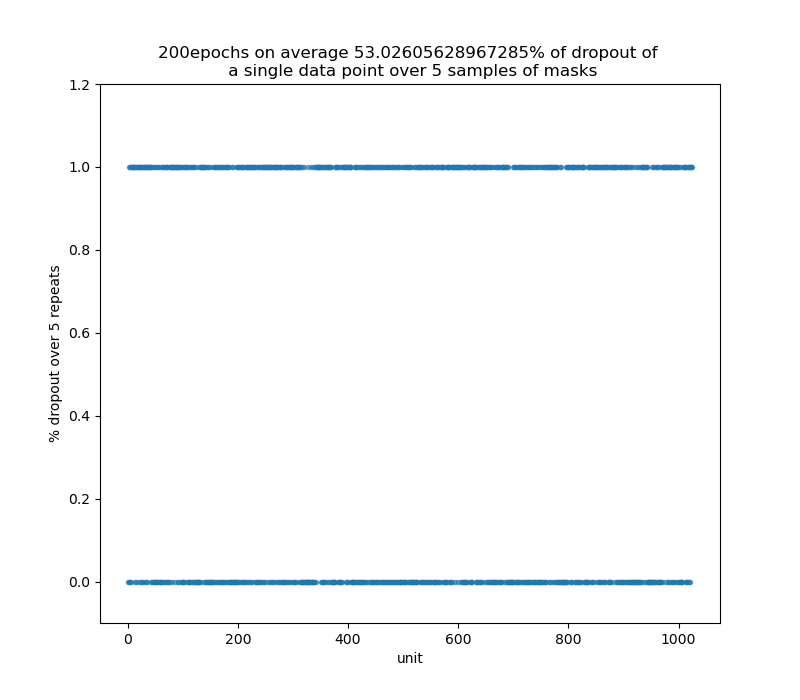 200epochs on average 53.02605628967285% of dropout of
a single data point over 5 samples of masks
1.2
1.0
0.8
0.6
0.4
0.2
0.0
% dropout over 5 repeats
0 200 400 600 800 1000
unit